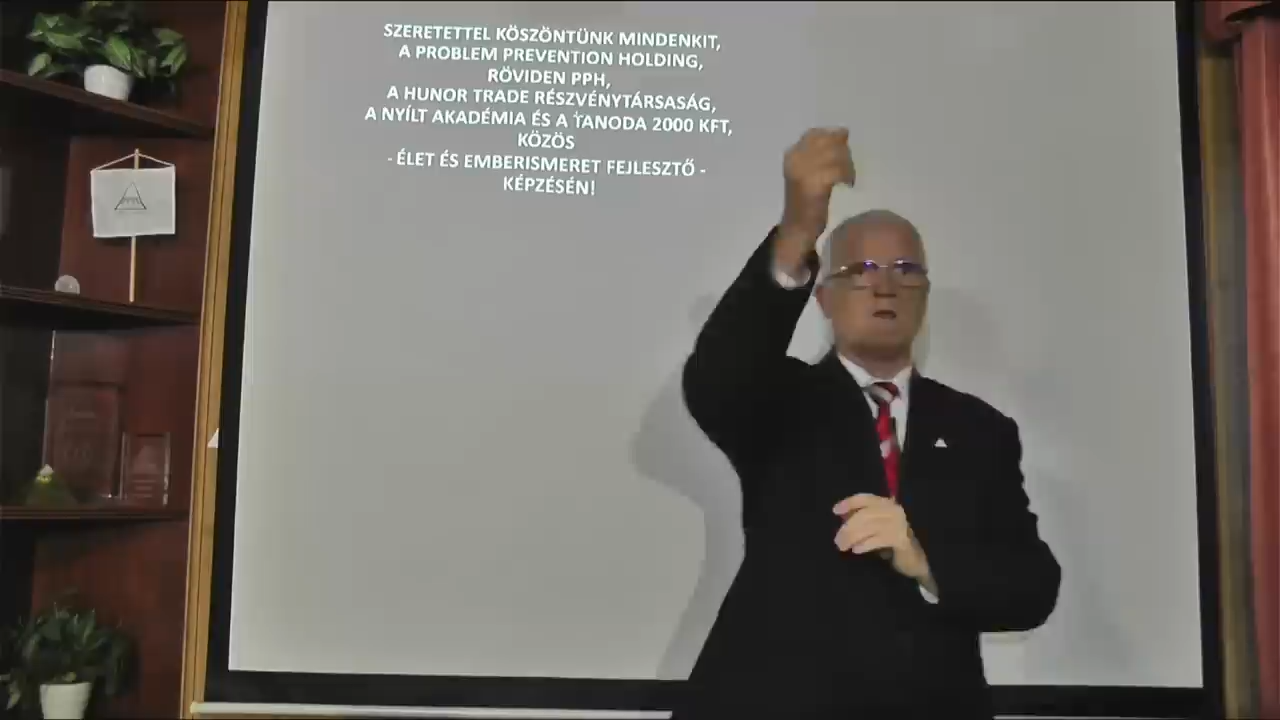 SZERETETTEL KÖSZÖNTÜNK MINDENKIT,
A PROBLEM PREVENTION HOLDING,
RÖVIDEN PPH,
A HUNOR TRADE RÉSZVÉNYTÁRSASÁG,
A NYÍLT AKADÉMIA ÉS A TANODA 2000 KFT,
KÖZÖS
- ÉLET ÉS EMBERISMERET FEJLESZTŐ -
KÉPZÉSÉN!